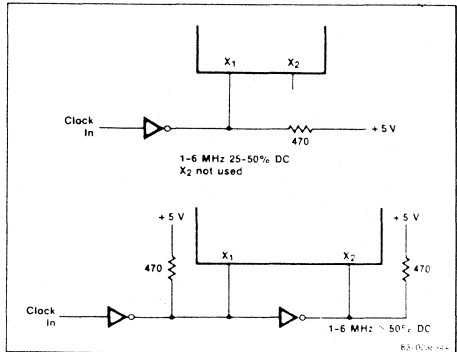 X1 X2
Clock
In
470
+5 V
1-6 MHz 25-50% DC
X2 not used
+5 V +5 V
X1 X2
470 470
Clock
In
1-6 MHz 50% DC